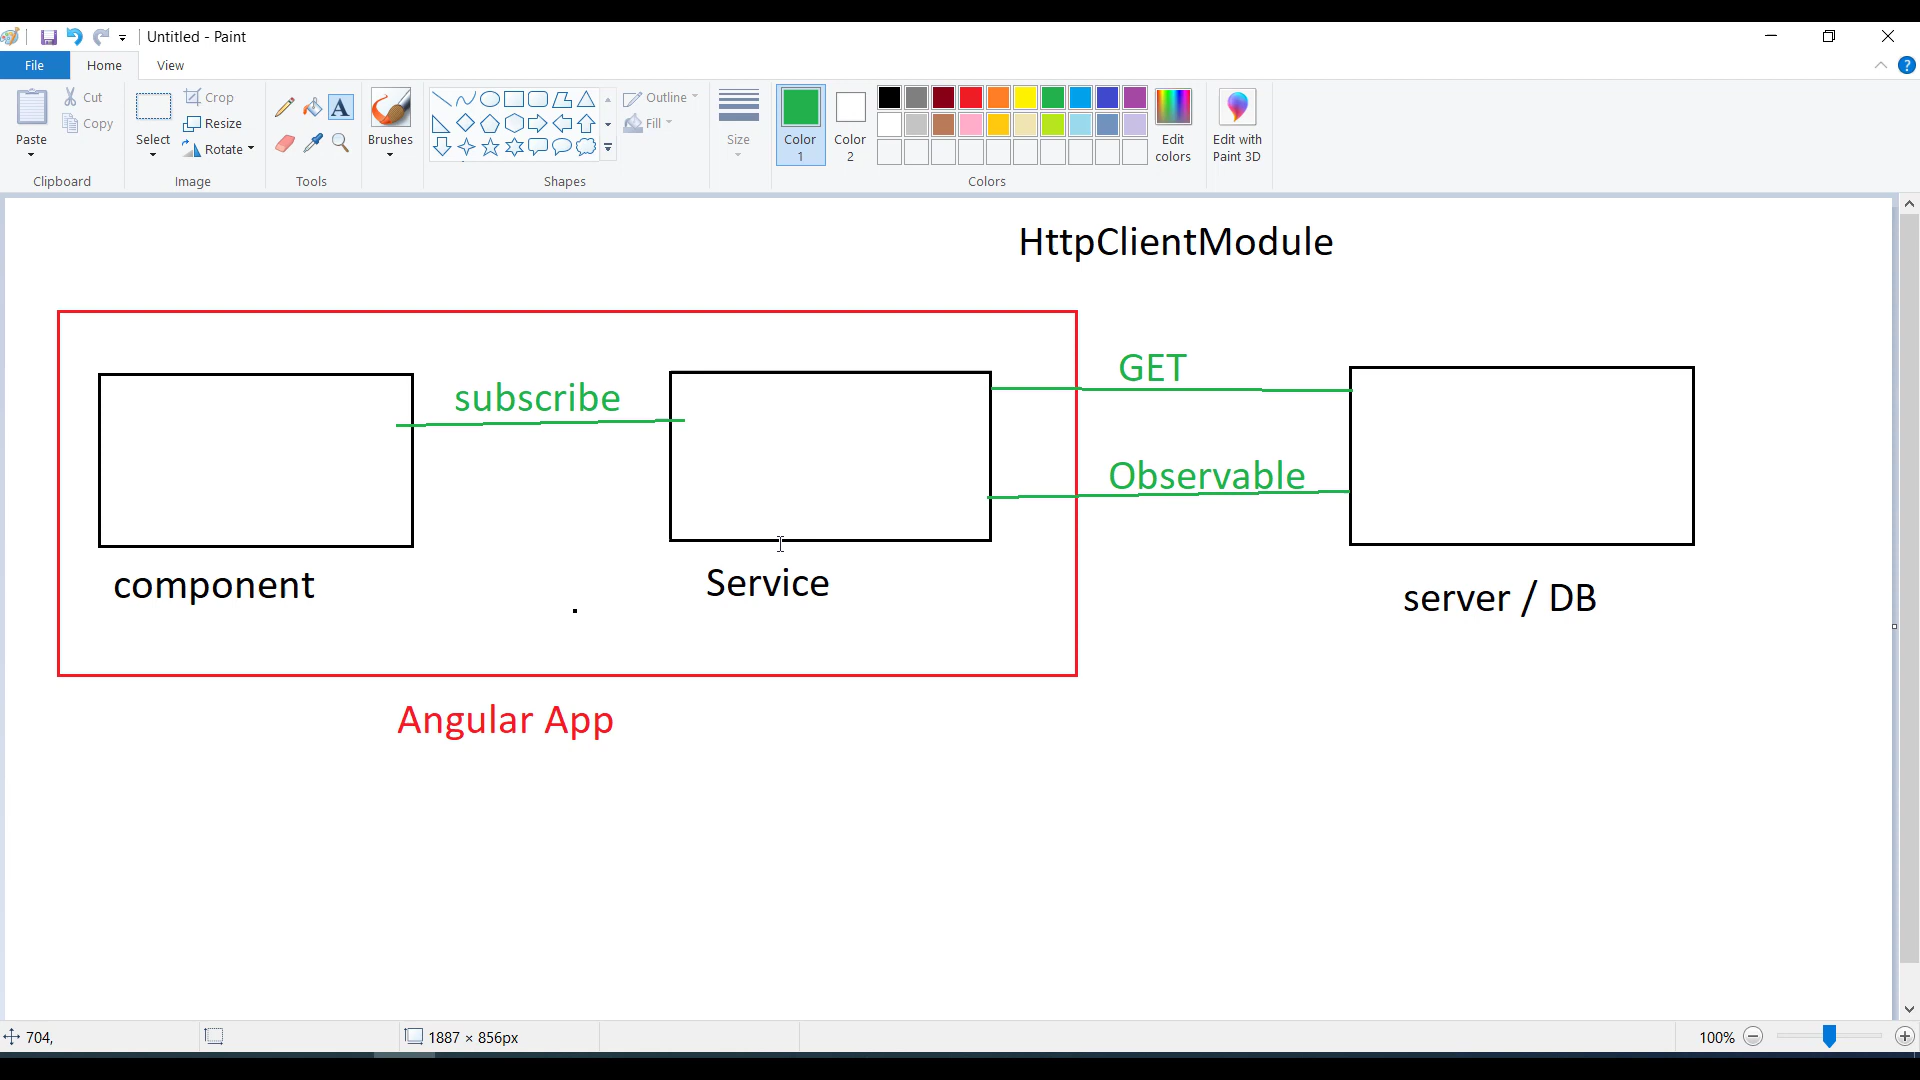 Untitled - Paint
File Home View
Paste Cut Copy Clipboard
Select Crop Resize Rotate Image
Tools
Brushes
Outline Fill Shapes
Size
Color 1
Color 2
Edit colors
Colors
Edit with Paint 3D
HttpClientModule
subscribe
GET
Observable
component
Service
server / DB
Angular App
704,
1887 × 856px
100%